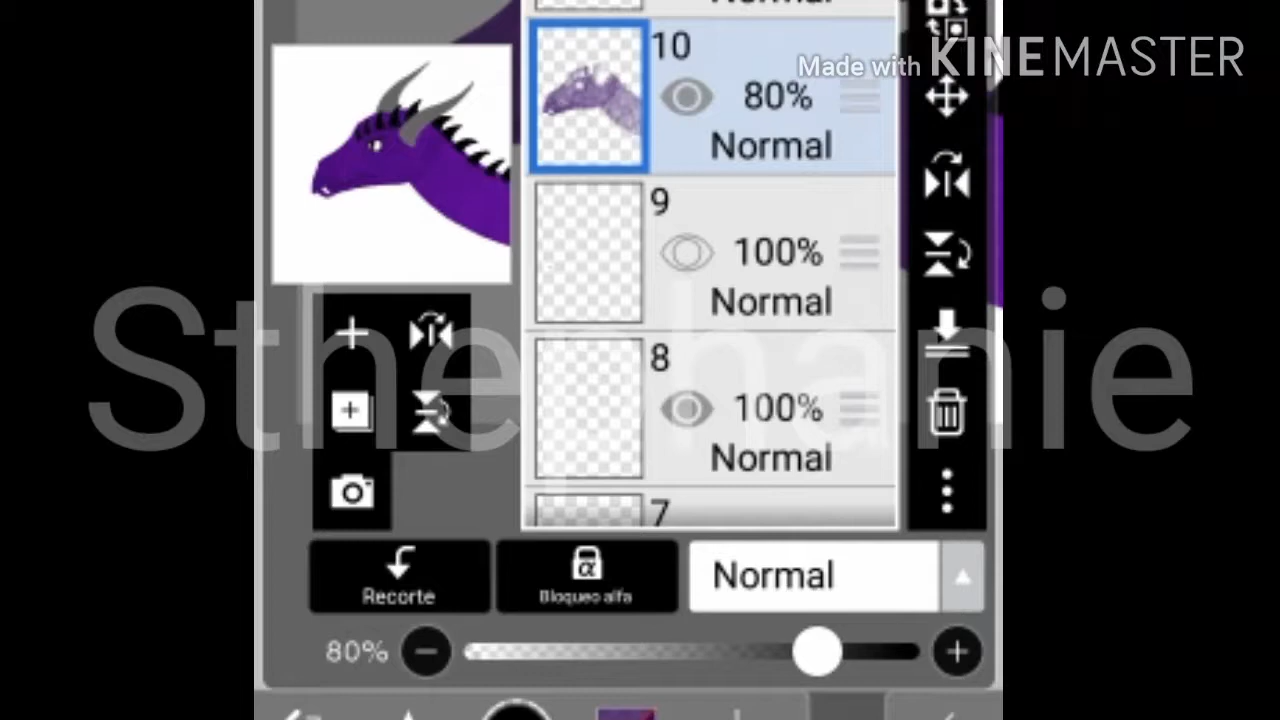 Normal
10
80%
Normal
Made with KINEMASTER
9
100%
Normal
8
100%
Normal
7
Sthephanie
Recorte
Bloqueo alfa
Normal
80%